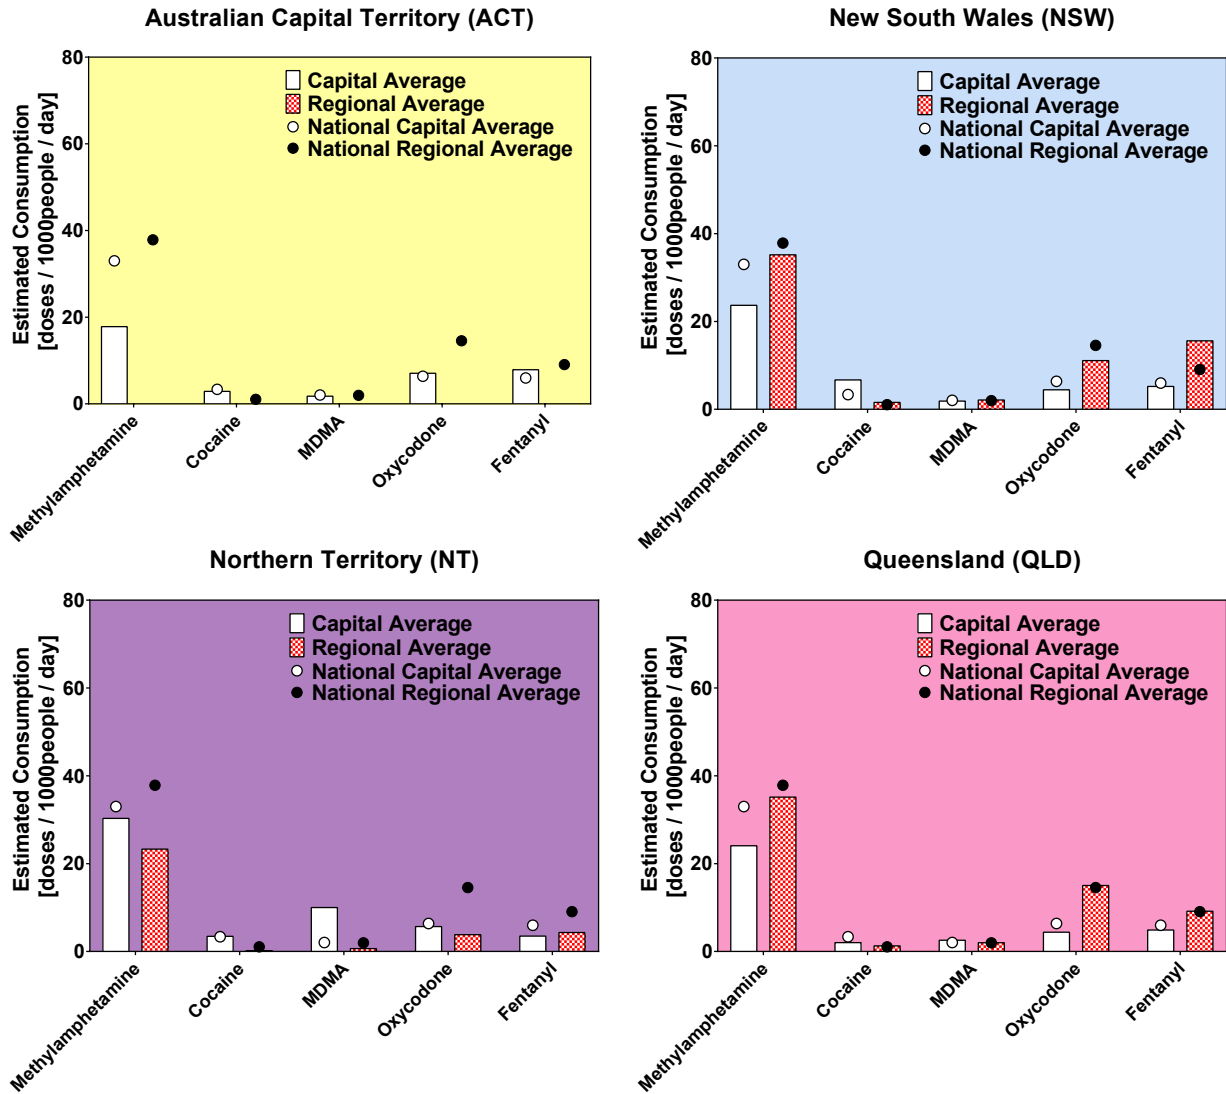 Australian Capital Territory (ACT)
80
60
40
20
0
Estimated Consumption
[doses / 1000people / day]
Capital Average
Regional Average
National Capital Average
National Regional Average
Methylamphetamine
Cocaine
MDMA
Oxycodone
Fentanyl
New South Wales (NSW)
80
60
40
20
0
Estimated Consumption
[doses / 1000people / day]
Capital Average
Regional Average
National Capital Average
National Regional Average
Methylamphetamine
Cocaine
MDMA
Oxycodone
Fentanyl
Northern Territory (NT)
80
60
40
20
0
Estimated Consumption
[doses / 1000people / day]
Capital Average
Regional Average
National Capital Average
National Regional Average
Methylamphetamine
Cocaine
MDMA
Oxycodone
Fentanyl
Queensland (QLD)
80
60
40
20
0
Estimated Consumption
[doses / 1000people / day]
Capital Average
Regional Average
National Capital Average
National Regional Average
Methylamphetamine
Cocaine
MDMA
Oxycodone
Fentanyl